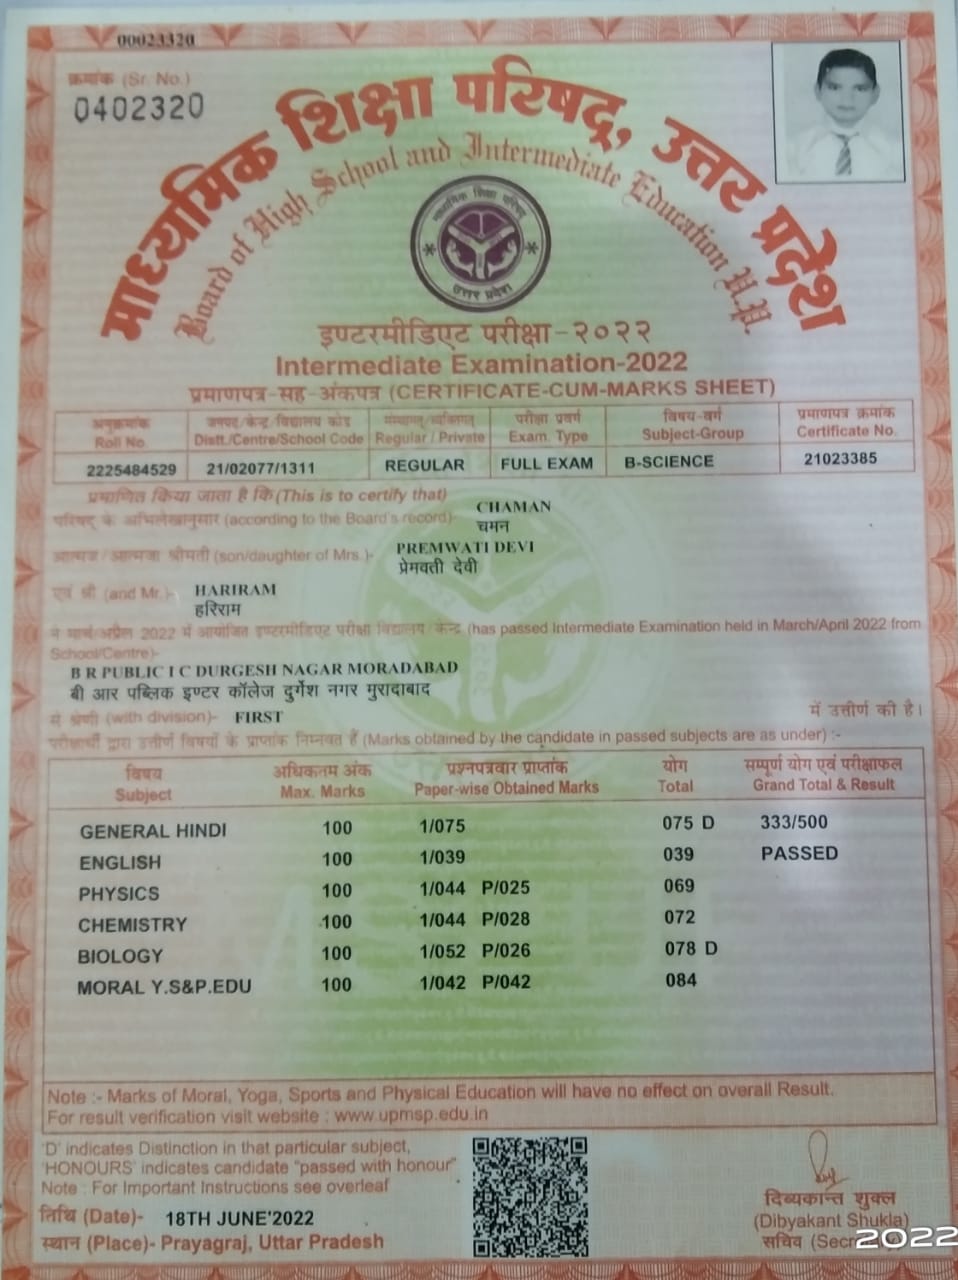 00023320
क्रमांक (Sr. No.)
0402320
माध्यमिक शिक्षा परिषद्, उत्तर प्रदेश
Board of High School and Intermediate Education U.P.
माध्यमिक शिक्षा परिषद्
उत्तर प्रदेश
इण्टरमीडिएट परीक्षा-२०२२
Intermediate Examination-2022
प्रमाणपत्र-सह-अंकपत्र (CERTIFICATE-CUM-MARKS SHEET)
अनुक्रमांक जनपद/केन्द्र/विद्यालय कोड संस्थागत/व्यक्तिगत परीक्षा प्रवर्ग विषय-वर्ग प्रमाणपत्र क्रमांक
Roll No. Distt./Centre/School Code Regular / Private Exam. Type Subject-Group Certificate No.
2225484529 21/02077/1311 REGULAR FULL EXAM B-SCIENCE 21023385
प्रमाणित किया जाता है कि (This is to certify that) CHAMAN
परिषद् के अभिलेखानुसार (according to the Board's record)- चमन
आत्मज/आत्मजा श्रीमती (son/daughter of Mrs.)- PREMWATI DEVI
प्रेमवती देवी
एवं श्री (and Mr.)- HARIRAM
हरिराम
ने मार्च/अप्रैल 2022 में आयोजित इण्टरमीडिएट परीक्षा विद्यालय/केन्द्र (has passed Intermediate Examination held in March/April 2022 from
School/Centre)-
B R PUBLIC I C DURGESH NAGAR MORADABAD
बी आर पब्लिक इण्टर कॉलेज दुर्गेश नगर मुरादाबाद
से श्रेणी (with division)- FIRST में उत्तीर्ण की है।
परीक्षार्थी द्वारा उत्तीर्ण विषयों के प्राप्तांक निम्नवत हैं (Marks obtained by the candidate in passed subjects are as under) :-
विषय अधिकतम अंक प्रश्नपत्रवार प्राप्तांक योग सम्पूर्ण योग एवं परीक्षाफल
Subject Max. Marks Paper-wise Obtained Marks Total Grand Total & Result
GENERAL HINDI 100 1/075 075 D 333/500
ENGLISH 100 1/039 039 PASSED
PHYSICS 100 1/044 P/025 069
CHEMISTRY 100 1/044 P/028 072
BIOLOGY 100 1/052 P/026 078 D
MORAL Y.S&P.EDU 100 1/042 P/042 084
Note :- Marks of Moral, Yoga, Sports and Physical Education will have no effect on overall Result.
For result verification visit website : www.upmsp.edu.in
'D' indicates Distinction in that particular subject,
'HONOURS' indicates candidate "passed with honour"
Note : For Important Instructions see overleaf
तिथि (Date)- 18TH JUNE'2022
स्थान (Place)- Prayagraj, Uttar Pradesh
दिव्यकान्त शुक्ल
(Dibyakant Shukla)
सचिव
2022